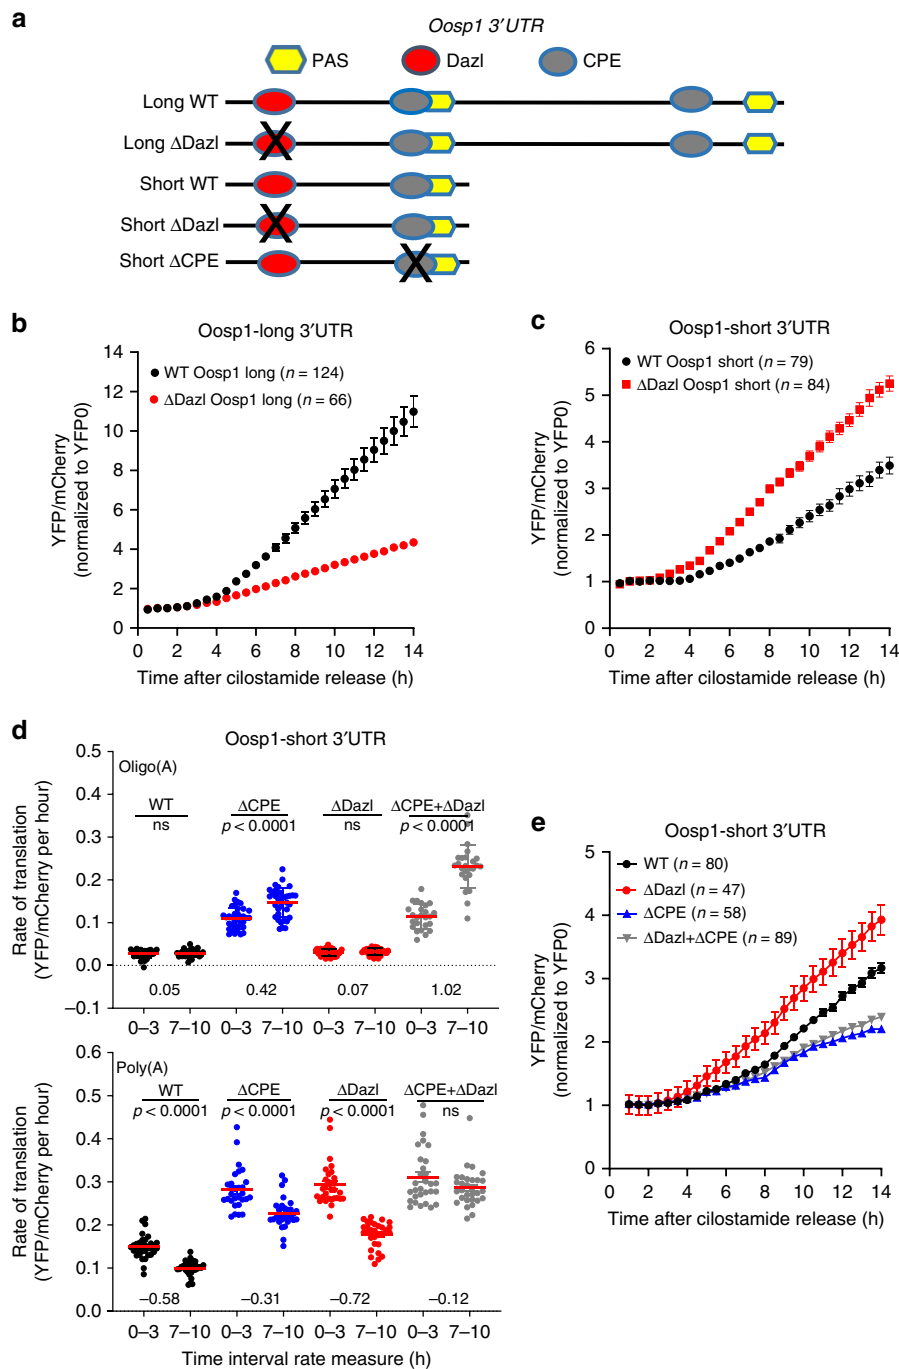 a
Oosp1 3′UTR
PAS
Dazl
CPE
Long WT
Long ΔDazl
Short WT
Short ΔDazl
Short ΔCPE
b
Oosp1-long 3′UTR
14
12
10
8
6
4
2
0
WT Oosp1 long (n = 124)
ΔDazl Oosp1 long (n = 66)
YFP/mCherry
(normalized to YFP0)
0 2 4 6 8 10 12 14
Time after cilostamide release (h)
c
Oosp1-short 3′UTR
6
5
4
3
2
1
0
WT Oosp1 short (n = 79)
ΔDazl Oosp1 short (n = 84)
YFP/mCherry
(normalized to YFP0)
0 2 4 6 8 10 12 14
Time after cilostamide release (h)
d
Oosp1-short 3′UTR
0.5
0.4
0.3
0.2
0.1
0.0
−0.1
Oligo(A)
Rate of translation
(YFP/mCherry per hour)
WT ΔCPE ΔDazl ΔCPE+ΔDazl
ns p < 0.0001 ns p < 0.0001
0.05 0.42 0.07 1.02
0–3 7–10 0–3 7–10 0–3 7–10 0–3 7–10
0.6
0.5
0.4
0.3
0.2
0.1
0.0
Poly(A)
Rate of translation
(YFP/mCherry per hour)
WT ΔCPE ΔDazl ΔCPE+ΔDazl
p < 0.0001 p < 0.0001 p < 0.0001 ns
−0.58 −0.31 −0.72 −0.12
0–3 7–10 0–3 7–10 0–3 7–10 0–3 7–10
Time interval rate measure (h)
e
Oosp1-short 3′UTR
5
4
3
2
1
0
WT (n = 80)
ΔDazl (n = 47)
ΔCPE (n = 58)
ΔDazl+ΔCPE (n = 89)
YFP/mCherry
(normalized to YFP0)
0 2 4 6 8 10 12 14
Time after cilostamide release (h)